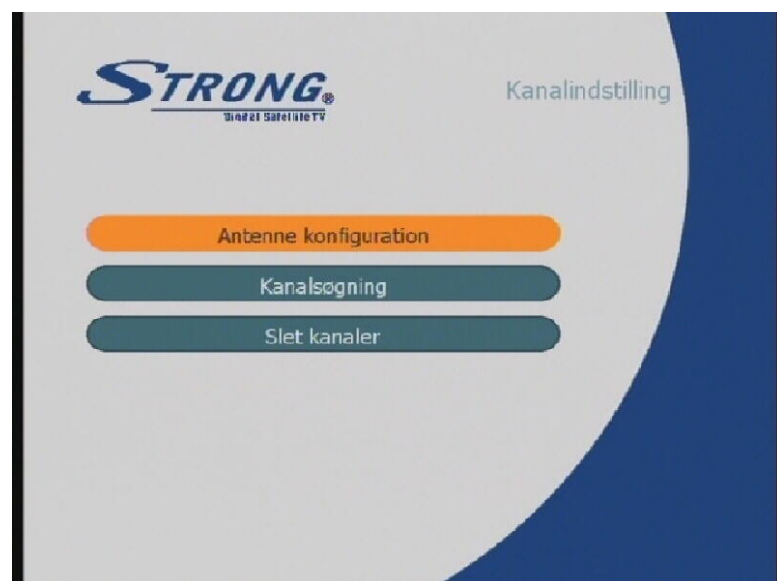 STRONG®
Digital Satellite TV
Kanalindstilling
Antenne konfiguration
Kanalsøgning
Slet kanaler